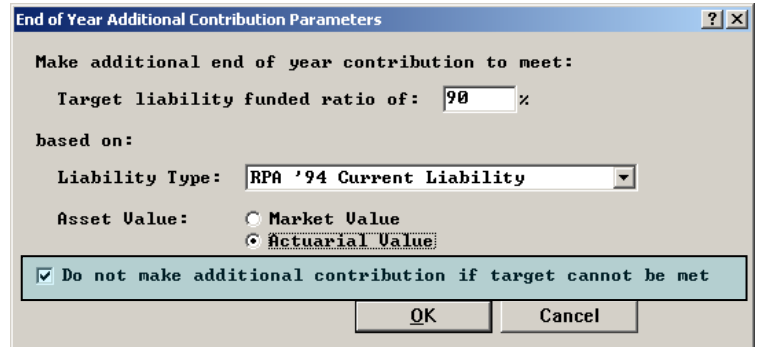 End of Year Additional Contribution Parameters ? ×
Make additional end of year contribution to meet:
Target liability funded ratio of: 90 %
based on:
Liability Type: RPA '94 Current Liability
Asset Value: Market Value
Actuarial Value
Do not make additional contribution if target cannot be met
OK Cancel